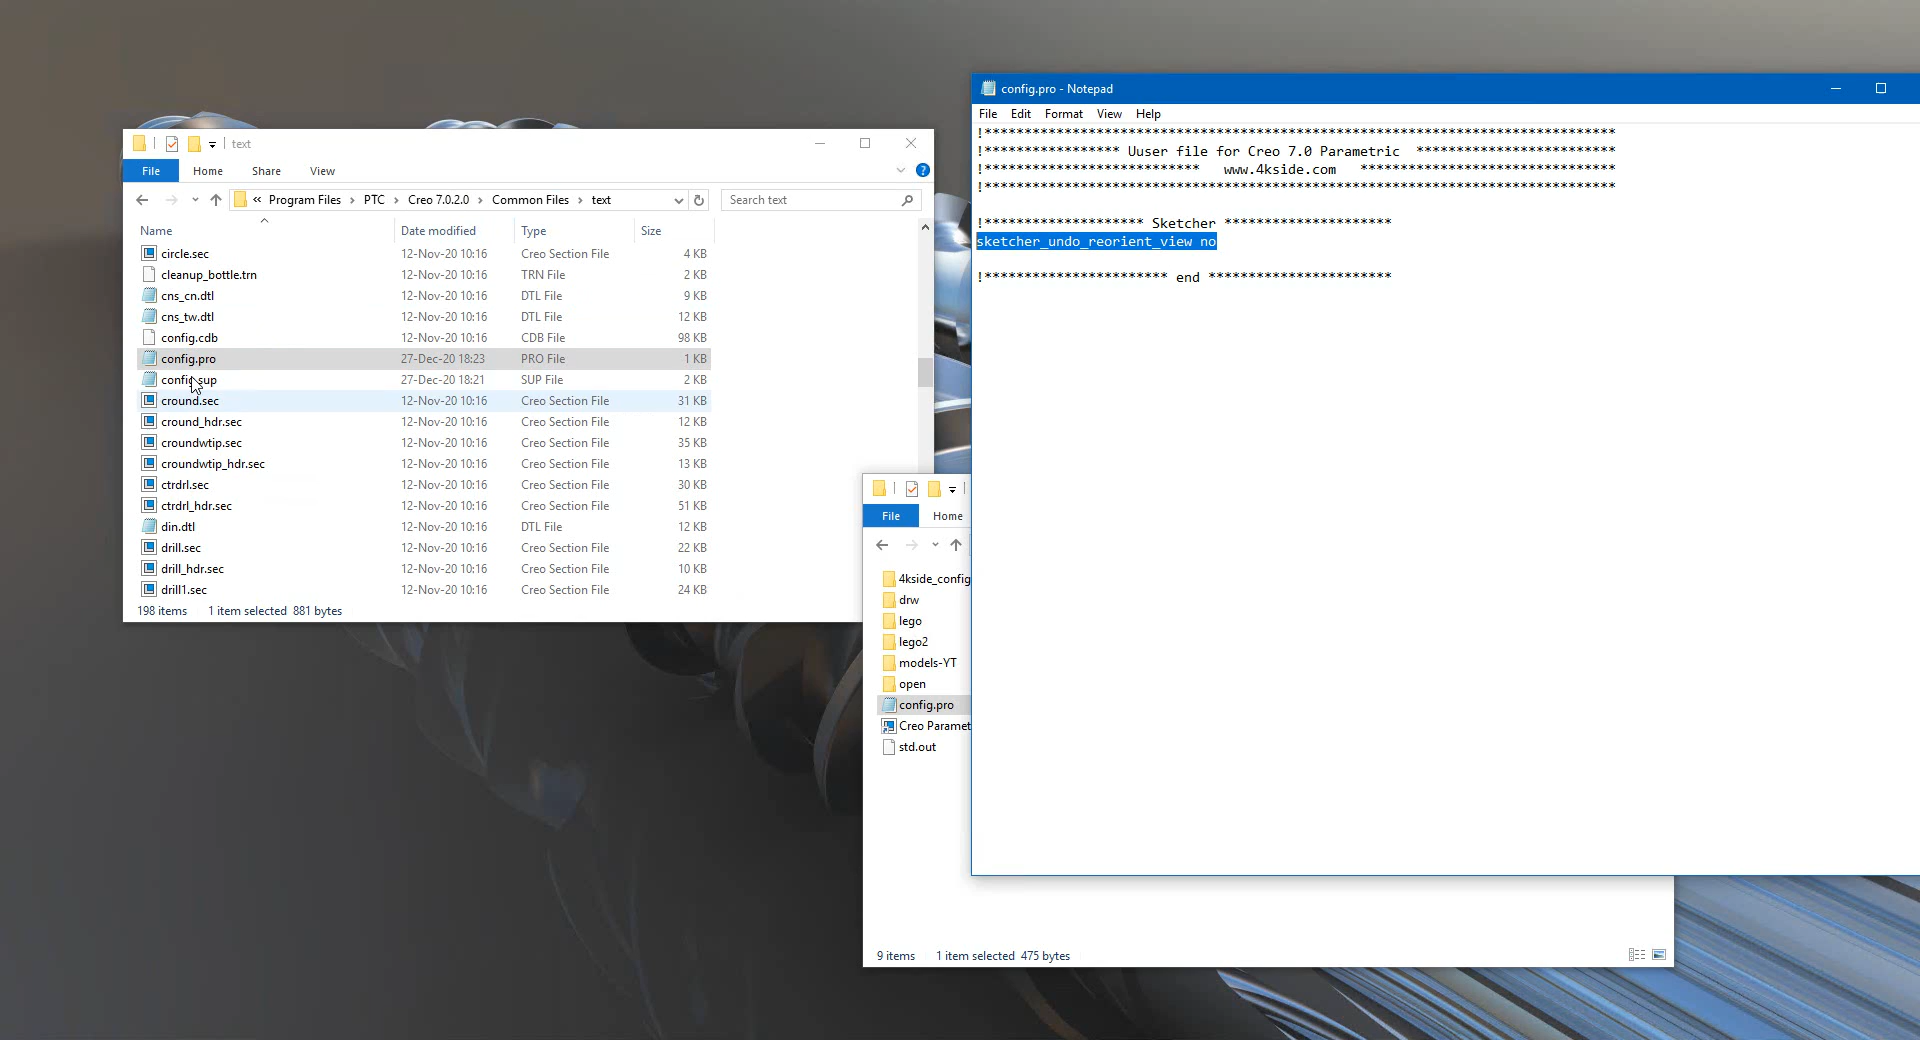 text
File Home Share View
« Program Files > PTC > Creo 7.0.2.0 > Common Files > text
Search text
Name Date modified Type Size
circle.sec 12-Nov-20 10:16 Creo Section File 4 KB
cleanup_bottle.trn 12-Nov-20 10:16 TRN File 2 KB
cns_cn.dtl 12-Nov-20 10:16 DTL File 9 KB
cns_tw.dtl 12-Nov-20 10:16 DTL File 12 KB
config.cdb 12-Nov-20 10:16 CDB File 98 KB
config.pro 27-Dec-20 18:23 PRO File 1 KB
config.sup 27-Dec-20 18:21 SUP File 2 KB
cround.sec 12-Nov-20 10:16 Creo Section File 31 KB
cround_hdr.sec 12-Nov-20 10:16 Creo Section File 12 KB
croundwtip.sec 12-Nov-20 10:16 Creo Section File 35 KB
croundwtip_hdr.sec 12-Nov-20 10:16 Creo Section File 13 KB
ctrdrl.sec 12-Nov-20 10:16 Creo Section File 30 KB
ctrdrl_hdr.sec 12-Nov-20 10:16 Creo Section File 51 KB
din.dtl 12-Nov-20 10:16 DTL File 12 KB
drill.sec 12-Nov-20 10:16 Creo Section File 22 KB
drill_hdr.sec 12-Nov-20 10:16 Creo Section File 10 KB
drill1.sec 12-Nov-20 10:16 Creo Section File 24 KB
198 items 1 item selected 881 bytes
config.pro - Notepad
File Edit Format View Help
!*******************************************************************************
!***************** Uuser file for Creo 7.0 Parametric *************************
!*************************** www.4kside.com ********************************
!*******************************************************************************
!******************** Sketcher *********************
sketcher_undo_reorient_view no
!*********************** end ***********************
File Home
4kside_config
drw
lego
lego2
models-YT
open
config.pro
Creo Paramet
std.out
9 items 1 item selected 475 bytes